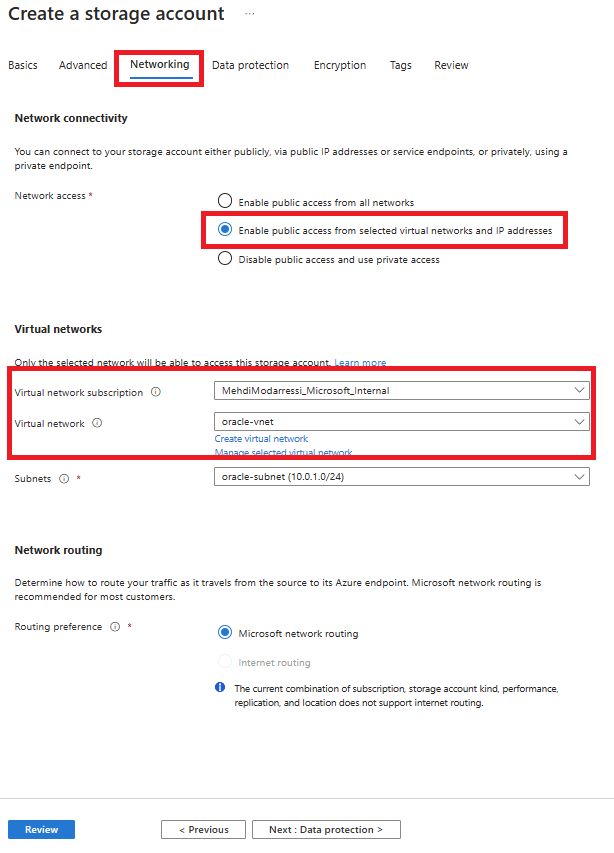 Create a storage account ...
Basics Advanced Networking Data protection Encryption Tags Review
Network connectivity
You can connect to your storage account either publicly, via public IP addresses or service endpoints, or privately, using a
private endpoint.
Network access *
Enable public access from all networks
Enable public access from selected virtual networks and IP addresses
Disable public access and use private access
Virtual networks
Only the selected network will be able to access this storage account. Learn more
Virtual network subscription
MehdiModarressi_Microsoft_Internal
Virtual network
oracle-vnet
Create virtual network
Manage selected virtual network
Subnets *
oracle-subnet (10.0.1.0/24)
Network routing
Determine how to route your traffic as it travels from the source to its Azure endpoint. Microsoft network routing is
recommended for most customers.
Routing preference *
Microsoft network routing
Internet routing
The current combination of subscription, storage account kind, performance,
replication, and location does not support internet routing.
Review < Previous Next : Data protection >